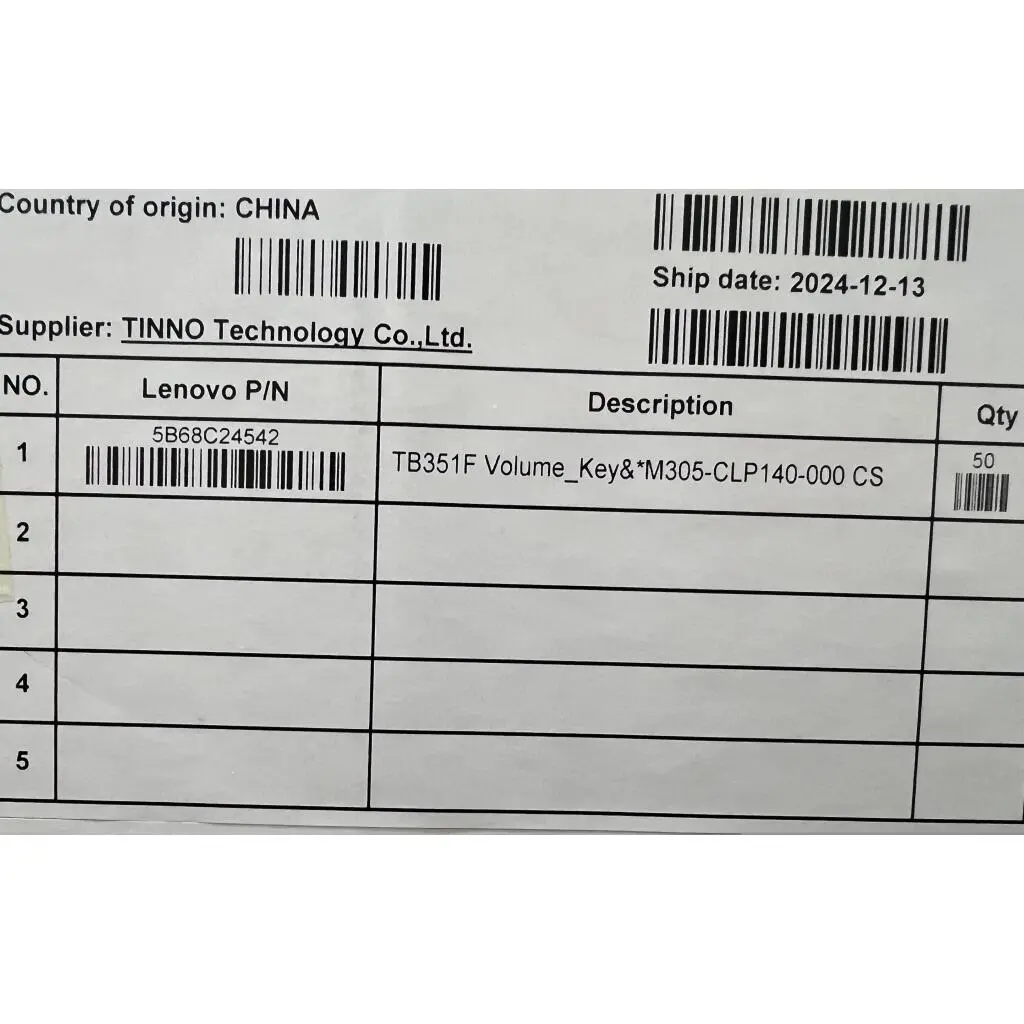 Country of origin: CHINA
Ship date: 2024-12-13
Supplier: TINNO Technology Co.,Ltd.
NO. Lenovo P/N Description Qty
1 5B68C24542 TB351F Volume_Key&*M305-CLP140-000 CS 50
2
3
4
5